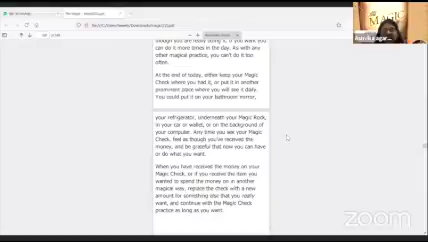 though you are really doing it. If you want you
can do it more times in the day. As with any
other magical practice, you can't do it too
often.
At the end of today, either keep your Magic
Check where you had it, or put it in another
prominent place where you will see it daily.
You could put it on your bathroom mirror,
your refrigerator, underneath your Magic Rock,
in your car or wallet, or on the background of
your computer. Any time you see your Magic
Check, feel as though you've received the
money, and be grateful that now you can have
or do what you want.
When you have received the money on your
Magic Check, or if you receive the item you
wanted to spend the money on in another
magical way, replace the check with a new
amount for something else that you really
want, and continue with the Magic Check
practice as long as you want.
MAGIC
zoom